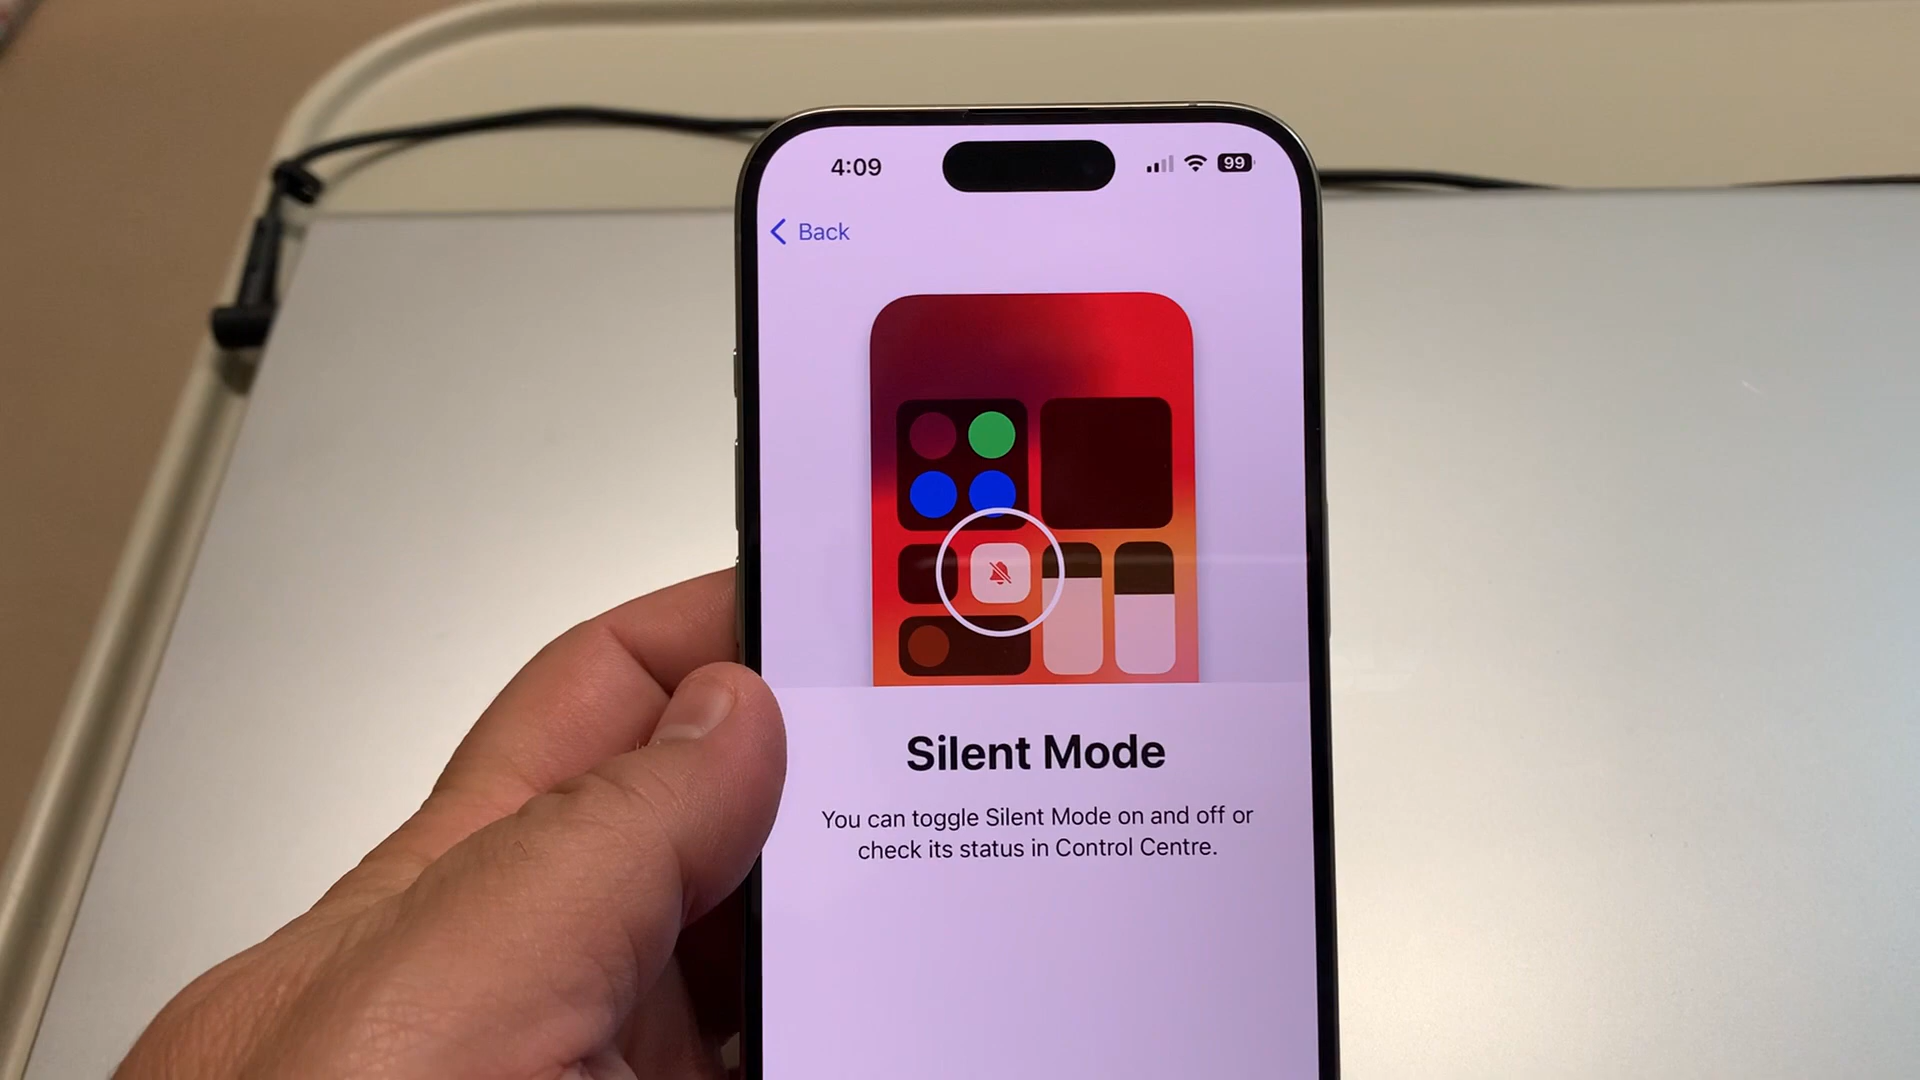 4:09
99
Back
Silent Mode
You can toggle Silent Mode on and off or
check its status in Control Centre.